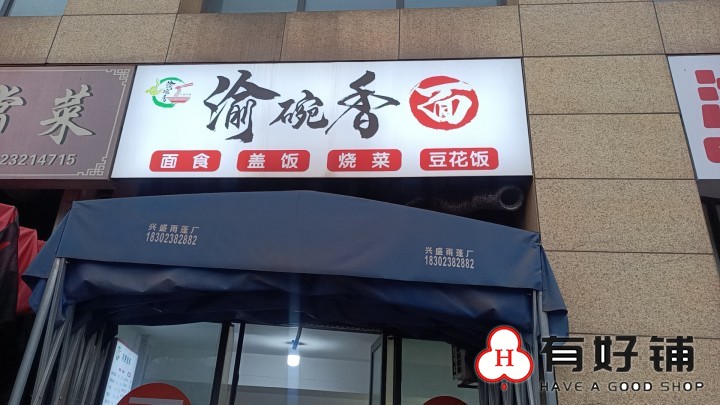 渝碗香面
面食 盖饭 烧菜 豆花饭
菜
23214715
兴盛雨蓬厂
18302382882
兴盛雨蓬厂
18302382882
H 有好铺
HAVE A GOOD SHOP